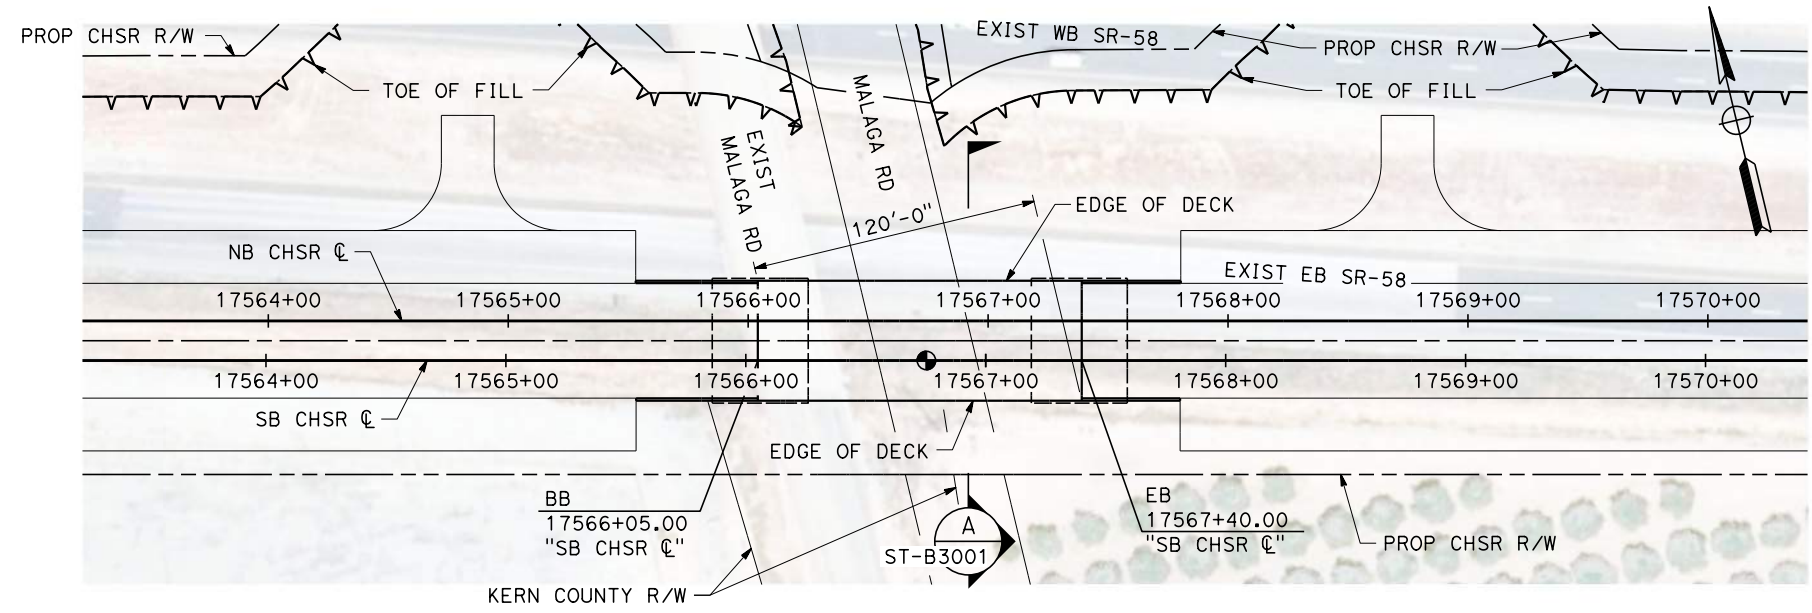 PROP CHSR R/W
EXIST WB SR-58
PROP CHSR R/W
TOE OF FILL
TOE OF FILL
MALAGA RD
EXIST
MALAGA RD
120'-0"
EDGE OF DECK
NB CHSR ℄
EXIST EB SR-58
17564+00
17565+00
17566+00
17567+00
17568+00
17569+00
17570+00
17564+00
17565+00
17566+00
17567+00
17568+00
17569+00
17570+00
SB CHSR ℄
EDGE OF DECK
BB
17566+05.00
"SB CHSR ℄"
A
ST-B3001
EB
17567+40.00
"SB CHSR ℄"
PROP CHSR R/W
KERN COUNTY R/W